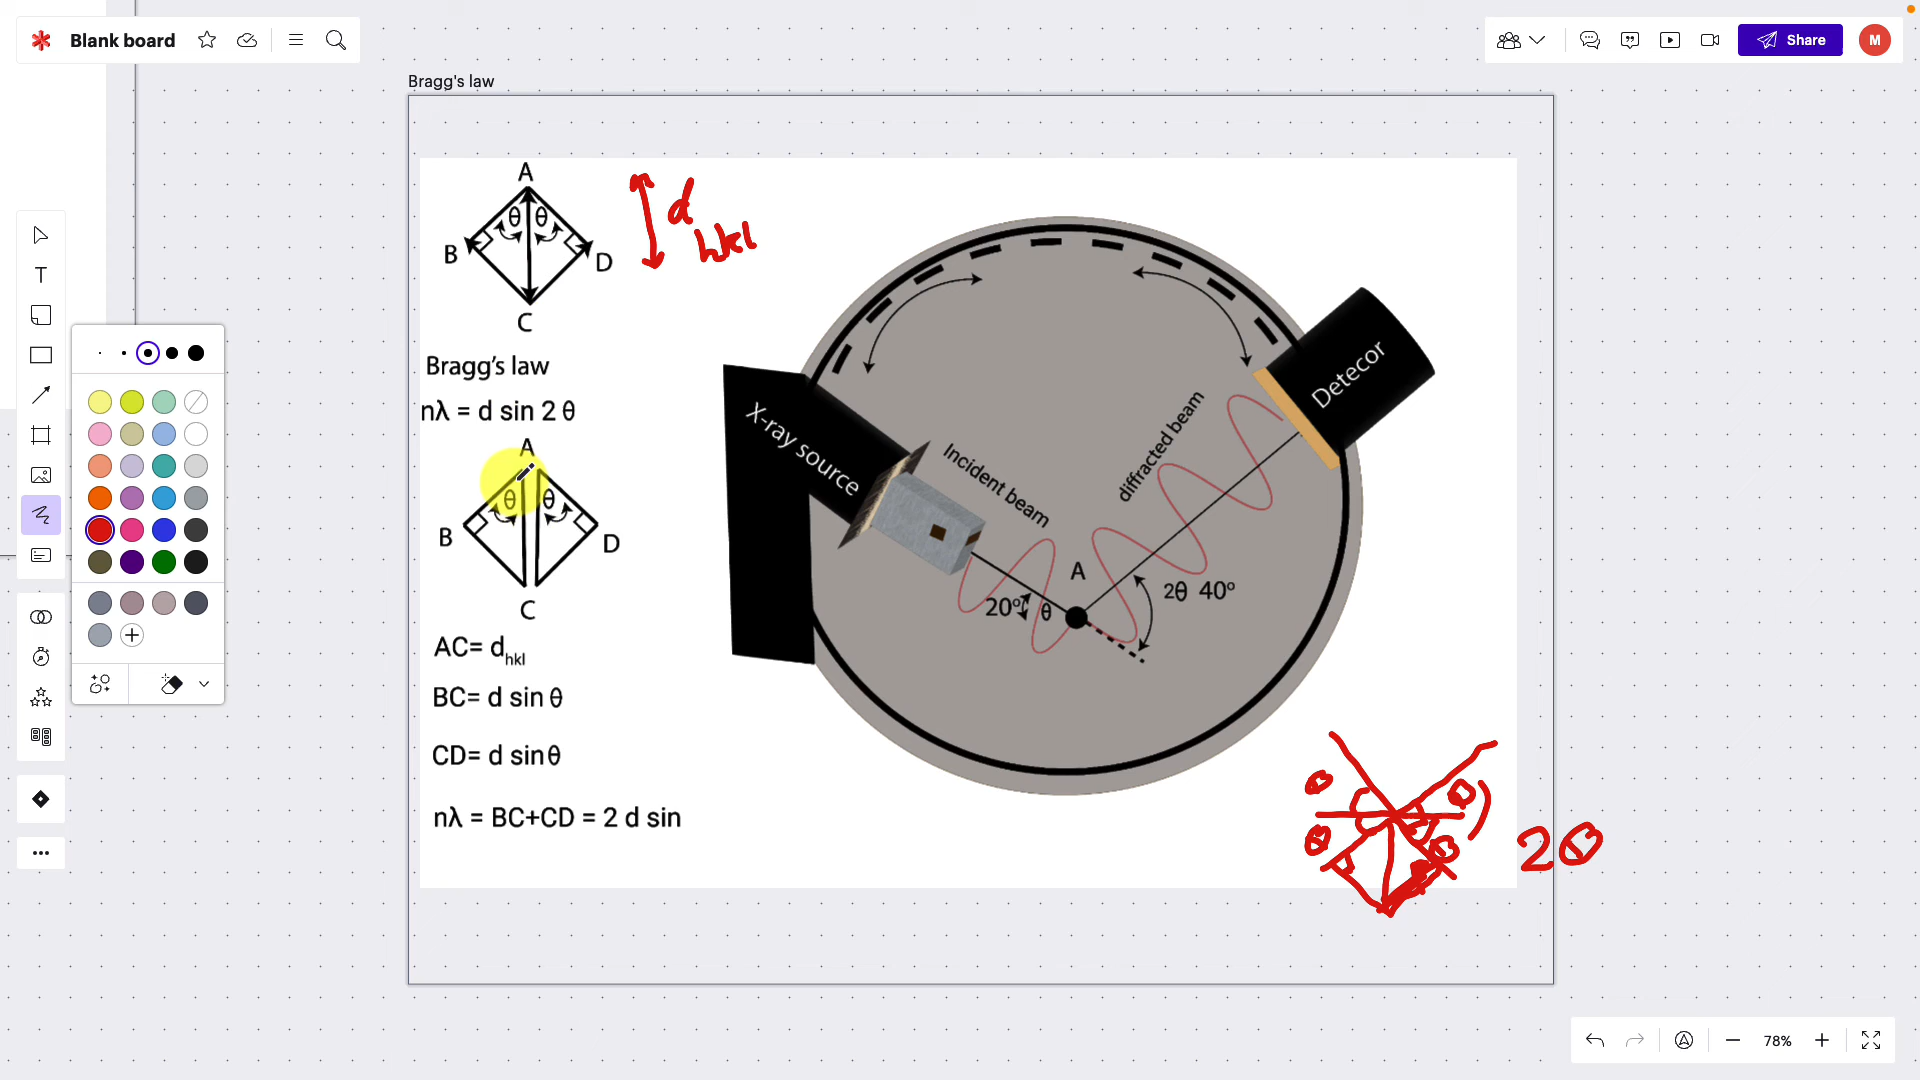 Blank board
Share
M
Bragg's law
A
θ θ
B
D
C
d
hkl
Bragg's law
nλ = d sin 2 θ
A
θ θ
B
D
C
AC= dhkl
BC= d sin θ
CD= d sinθ
nλ = BC+CD = 2 d sin
X-ray source
Incident beam
diffracted beam
Detecor
A
20° θ
2θ 40°
θ
θ
θ
θ
2θ
T
78%